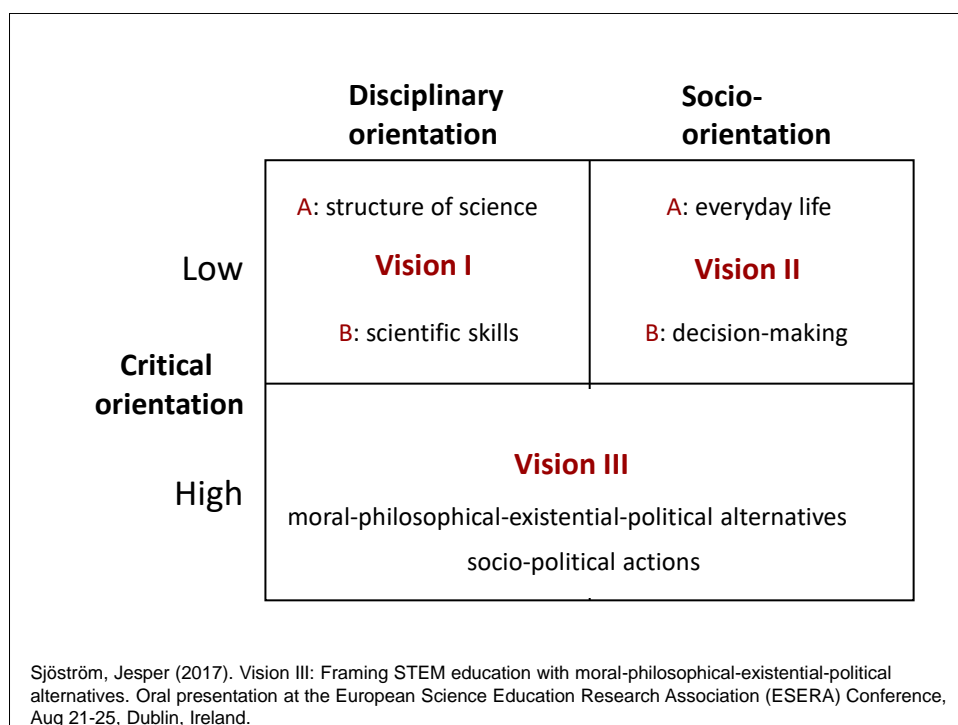 Disciplinary
orientation
Socio-
orientation
A: structure of science
A: everyday life
Low
Vision I
Vision II
B: scientific skills
B: decision-making
Critical
orientation
Vision III
High
moral-philosophical-existential-political alternatives
socio-political actions
Sjöström, Jesper (2017). Vision III: Framing STEM education with moral-philosophical-existential-political
alternatives. Oral presentation at the European Science Education Research Association (ESERA) Conference,
Aug 21-25, Dublin, Ireland.